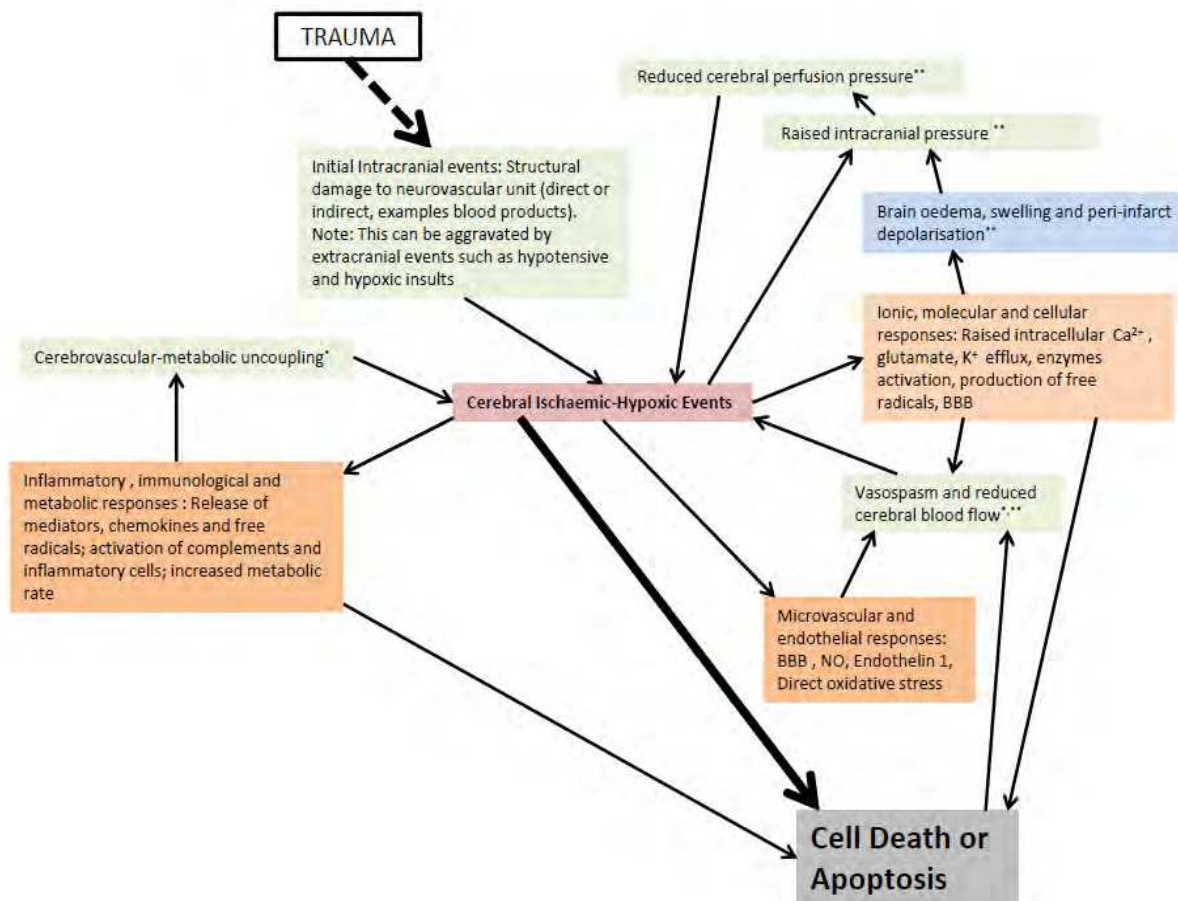 TRAUMA
Reduced cerebral perfusion pressure**
Raised intracranial pressure **
Initial Intracranial events: Structural
damage to neurovascular unit (direct or
indirect, examples blood products).
Note: This can be aggravated by
extracranial events such as hypotensive
and hypoxic insults
Brain oedema, swelling and peri-infarct
depolarisation**
Ionic, molecular and cellular
responses: Raised intracellular Ca²⁺ ,
glutamate, K⁺ efflux, enzymes
activation, production of free
radicals, BBB
Cerebrovascular-metabolic uncoupling*
Cerebral Ischaemic-Hypoxic Events
Inflammatory , immunological and
metabolic responses : Release of
mediators, chemokines and free
radicals; activation of complements and
inflammatory cells; increased metabolic
rate
Vasospasm and reduced
cerebral blood flow*,**
Microvascular and
endothelial responses:
BBB , NO, Endothelin 1,
Direct oxidative stress
Cell Death or
Apoptosis